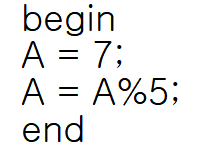 begin
A = 7;
A = A%5;
end